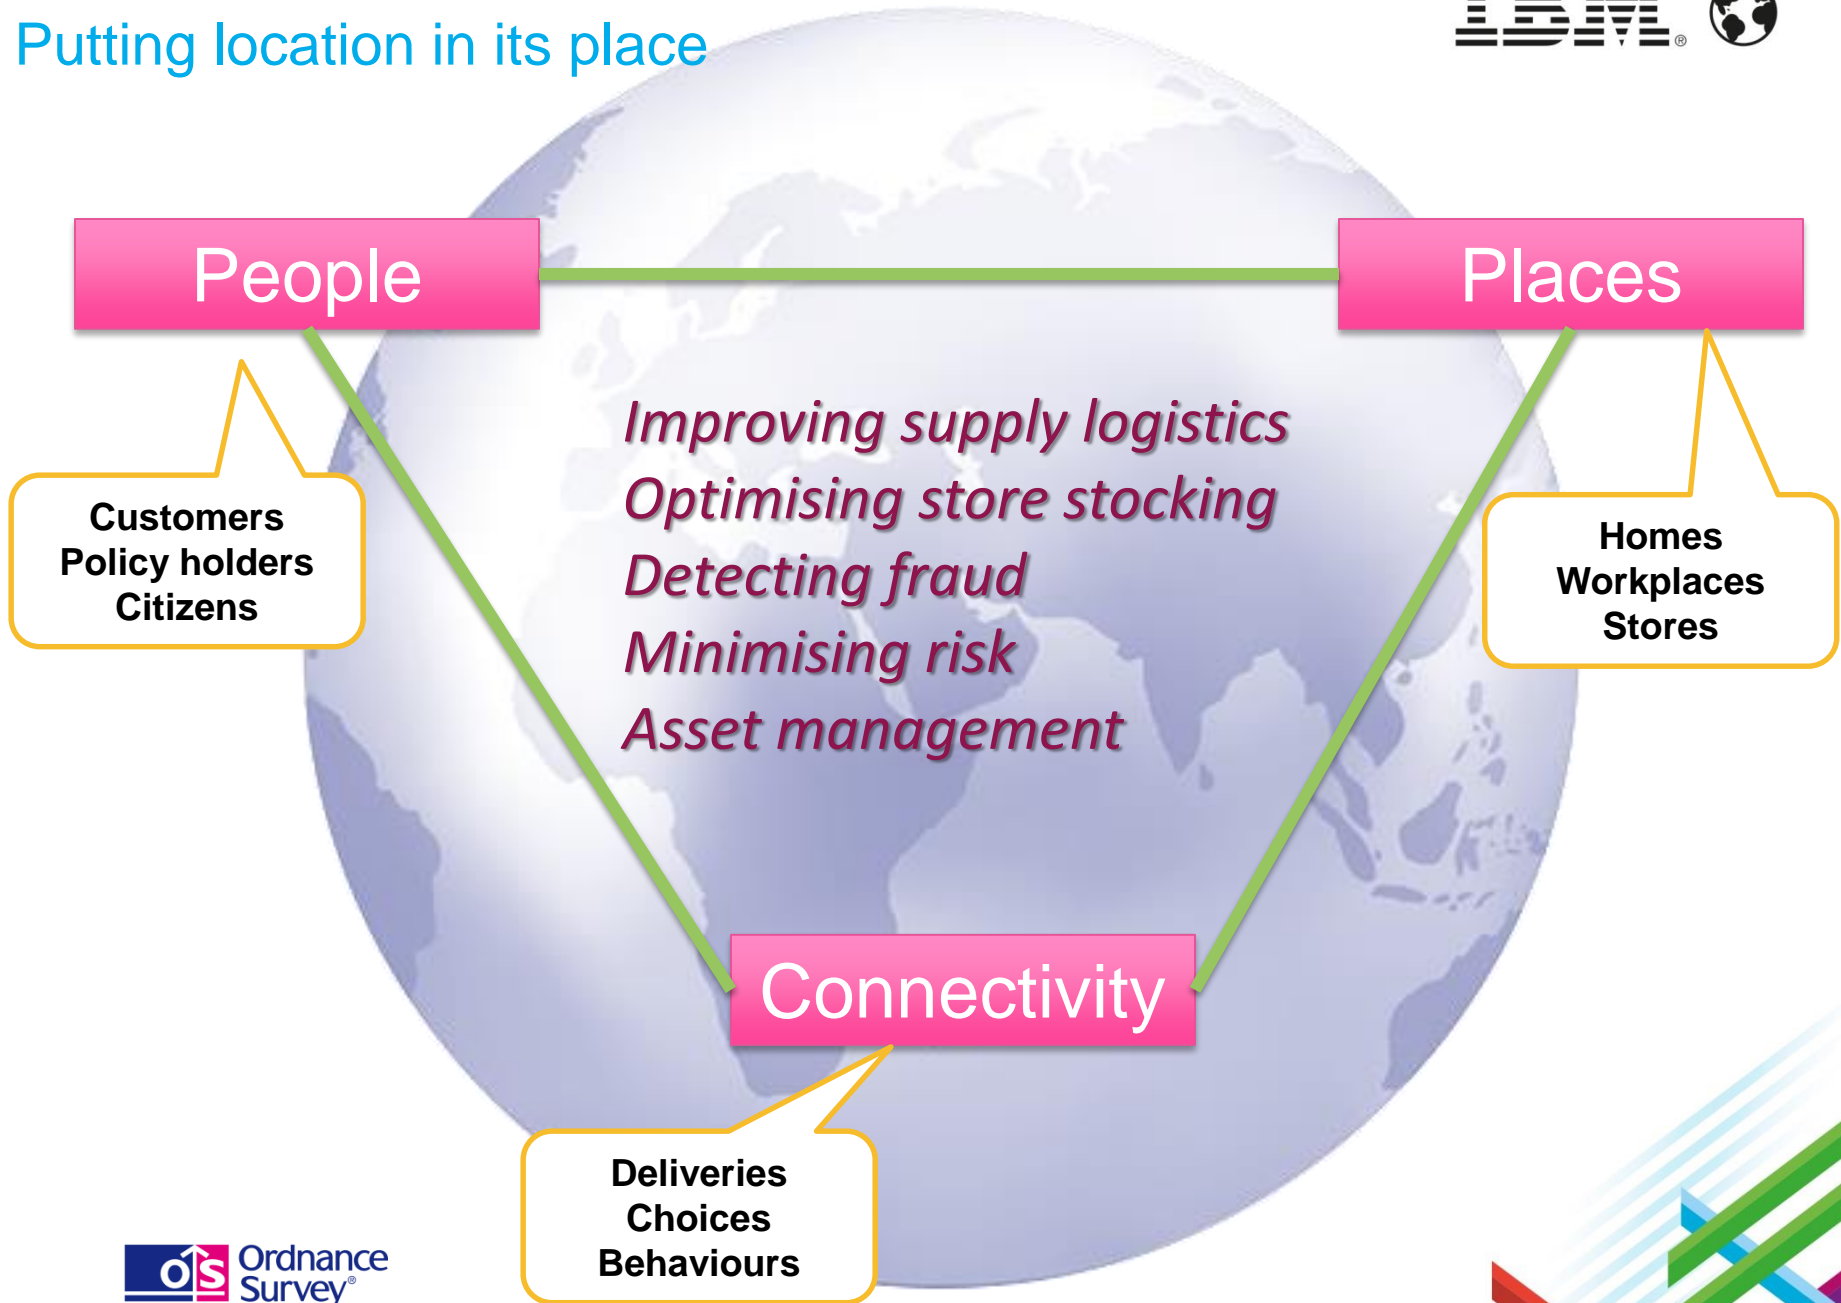 Putting location in its place
IBM®
People
Places
Improving supply logistics
Optimising store stocking
Detecting fraud
Minimising risk
Asset management
Customers
Policy holders
Citizens
Homes
Workplaces
Stores
Connectivity
Deliveries
Choices
Behaviours
os Ordnance
Survey®